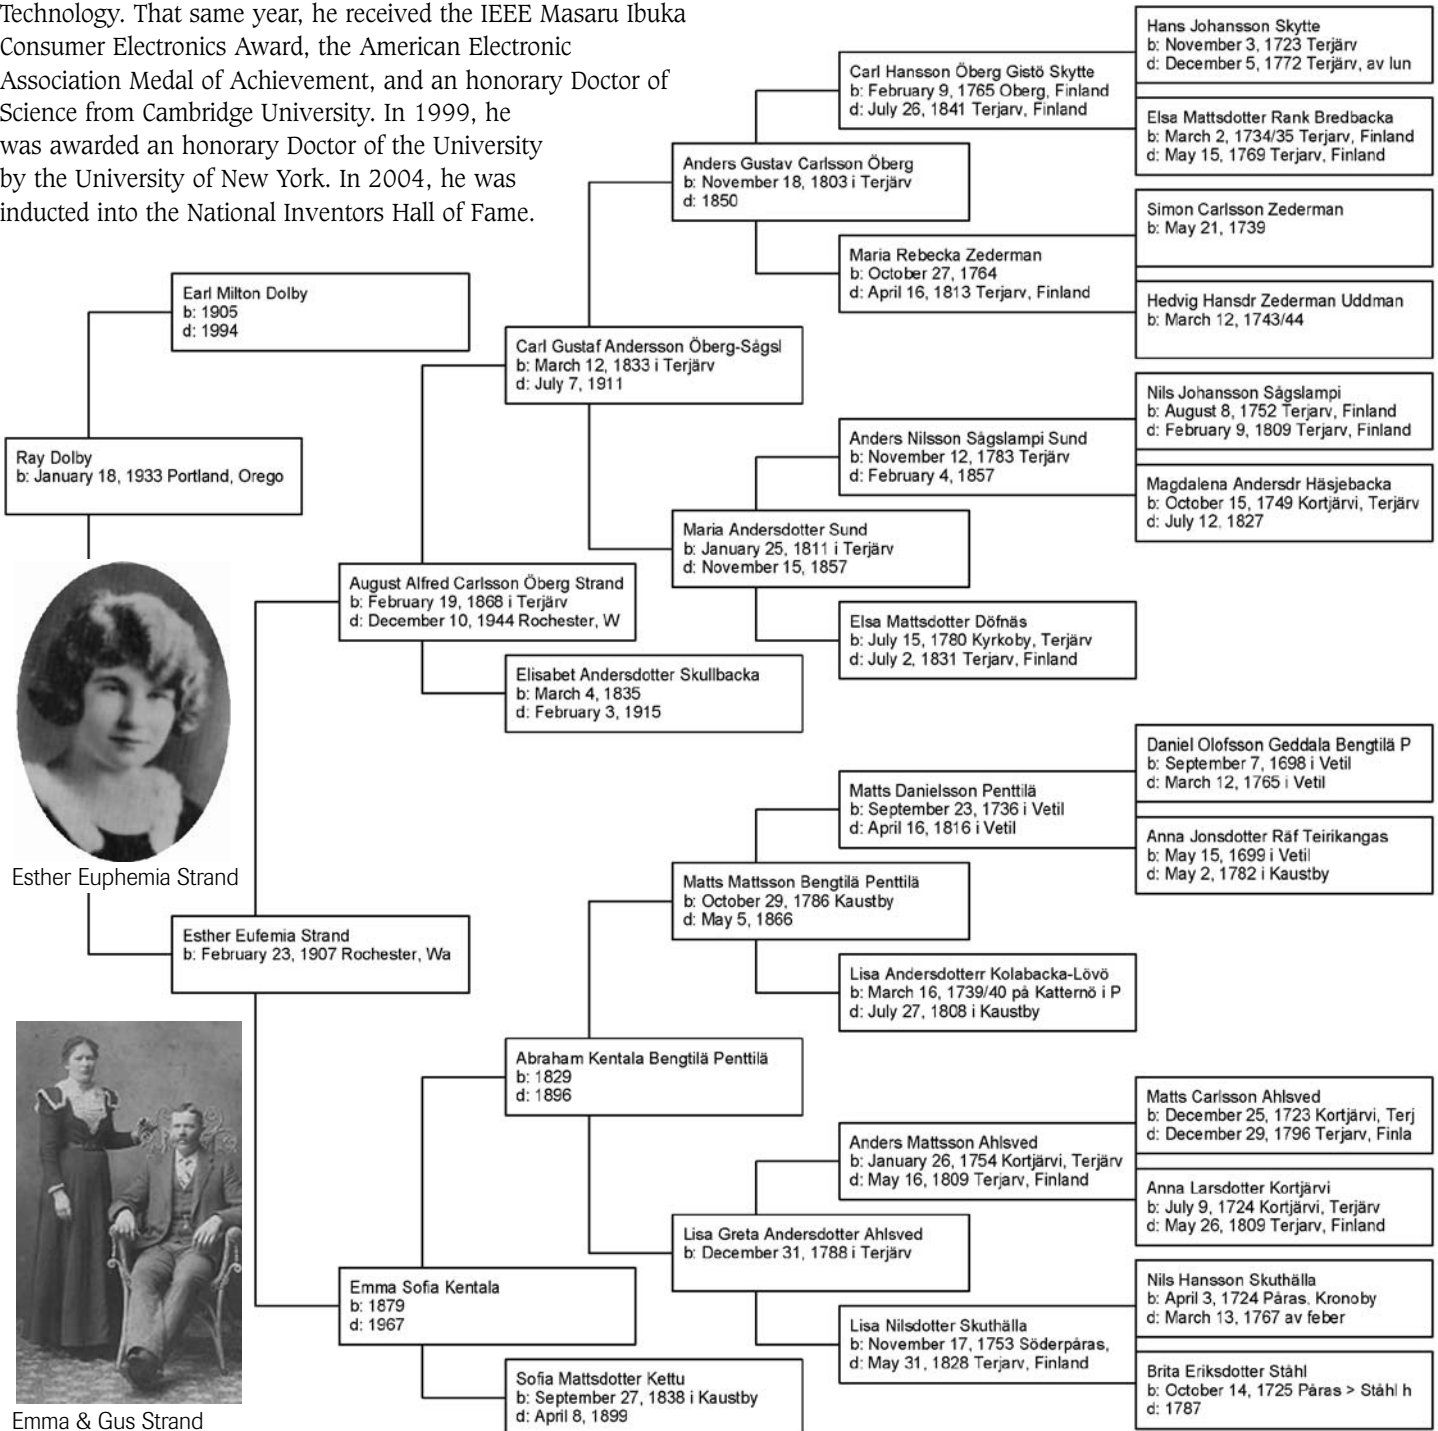 Technology. That same year, he received the IEEE Masaru Ibuka
Consumer Electronics Award, the American Electronic
Association Medal of Achievement, and an honorary Doctor of
Science from Cambridge University. In 1999, he
was awarded an honorary Doctor of the University
by the University of New York. In 2004, he was
inducted into the National Inventors Hall of Fame.
Ray Dolby
b: January 18, 1933 Portland, Orego
Earl Milton Dolby
b: 1905
d: 1994
Esther Euphemia Strand
Esther Eufemia Strand
b: February 23, 1907 Rochester, Wa
Emma & Gus Strand
August Alfred Carlsson Öberg Strand
b: February 19, 1868 i Terjärv
d: December 10, 1944 Rochester, W
Emma Sofia Kentala
b: 1879
d: 1967
Carl Gustaf Andersson Öberg-Sågsl
b: March 12, 1833 i Terjärv
d: July 7, 1911
Elisabet Andersdotter Skullbacka
b: March 4, 1835
d: February 3, 1915
Abraham Kentala Bengtilä Penttilä
b: 1829
d: 1896
Sofia Mattsdotter Kettu
b: September 27, 1838 i Kaustby
d: April 8, 1899
Anders Gustav Carlsson Öberg
b: November 18, 1803 i Terjärv
d: 1850
Maria Andersdotter Sund
b: January 25, 1811 i Terjärv
d: November 15, 1857
Matts Mattsson Bengtilä Penttilä
b: October 29, 1786 Kaustby
d: May 5, 1866
Lisa Greta Andersdotter Ahlsved
b: December 31, 1788 i Terjärv
Carl Hansson Öberg Gistö Skytte
b: February 9, 1765 Oberg, Finland
d: July 26, 1841 Terjarv, Finland
Maria Rebecka Zederman
b: October 27, 1764
d: April 16, 1813 Terjarv, Finland
Anders Nilsson Sågslampi Sund
b: November 12, 1783 Terjärv
d: February 4, 1857
Elsa Mattsdotter Döfnäs
b: July 15, 1780 Kyrkoby, Terjärv
d: July 2, 1831 Terjarv, Finland
Matts Danielsson Penttilä
b: September 23, 1736 i Vetil
d: April 16, 1816 i Vetil
Lisa Andersdotterr Kolabacka-Lövö
b: March 16, 1739/40 på Katternö i P
d: July 27, 1808 i Kaustby
Anders Mattsson Ahlsved
b: January 26, 1754 Kortjärvi, Terjärv
d: May 16, 1809 Terjarv, Finland
Lisa Nilsdotter Skuthälla
b: November 17, 1753 Söderpåras,
d: May 31, 1828 Terjarv, Finland
Hans Johansson Skytte
b: November 3, 1723 Terjärv
d: December 5, 1772 Terjärv, av lun
Elsa Mattsdotter Rank Bredbacka
b: March 2, 1734/35 Terjarv, Finland
d: May 15, 1769 Terjarv, Finland
Simon Carlsson Zederman
b: May 21, 1739
Hedvig Hansdr Zederman Uddman
b: March 12, 1743/44
Nils Johansson Sågslampi
b: August 8, 1752 Terjarv, Finland
d: February 9, 1809 Terjarv, Finland
Magdalena Andersdr Häsjebacka
b: October 15, 1749 Kortjärvi, Terjärv
d: July 12, 1827
Daniel Olofsson Geddala Bengtilä P
b: September 7, 1698 i Vetil
d: March 12, 1765 i Vetil
Anna Jonsdotter Räf Teirikangas
b: May 15, 1699 i Vetil
d: May 2, 1782 i Kaustby
Matts Carlsson Ahlsved
b: December 25, 1723 Kortjärvi, Terj
d: December 29, 1796 Terjarv, Finla
Anna Larsdotter Kortjärvi
b: July 9, 1724 Kortjärvi, Terjärv
d: May 26, 1809 Terjarv, Finland
Nils Hansson Skuthälla
b: April 3, 1724 Påras, Kronoby
d: March 13, 1767 av feber
Brita Eriksdotter Ståhl
b: October 14, 1725 Påras > Ståhl h
d: 1787